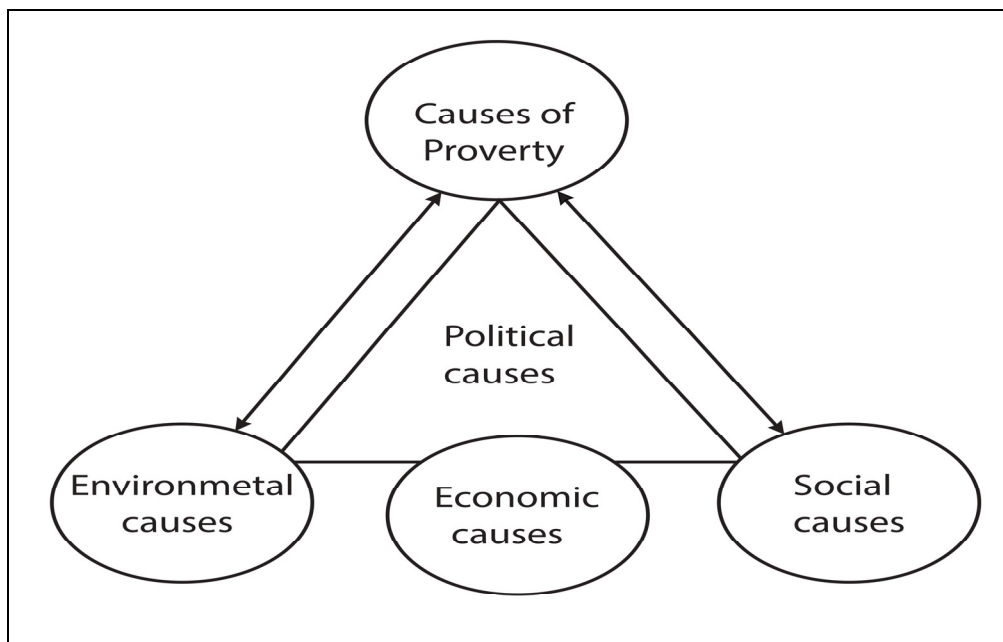 Causes of
Proverty
Political
causes
Environmetal
causes
Economic
causes
Social
causes